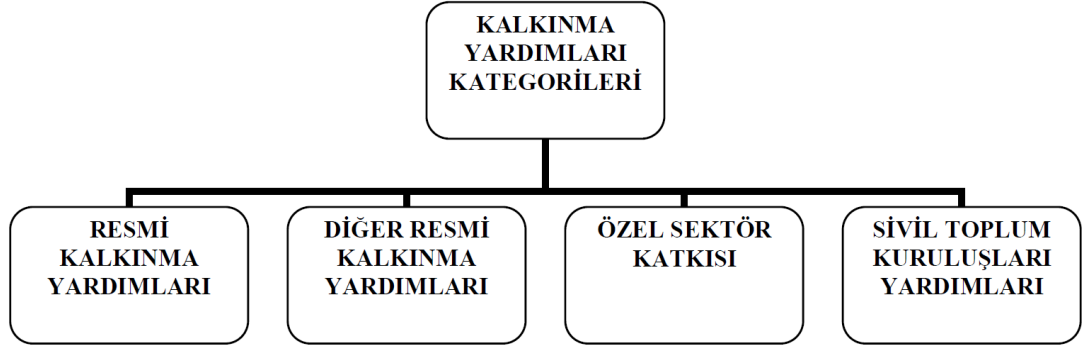 KALKINMA
YARDIMLARI
KATEGORİLERİ
RESMİ
KALKINMA
YARDIMLARI
DİĞER RESMİ
KALKINMA
YARDIMLARI
ÖZEL SEKTÖR
KATKISI
SİVİL TOPLUM
KURULUŞLARI
YARDIMLARI